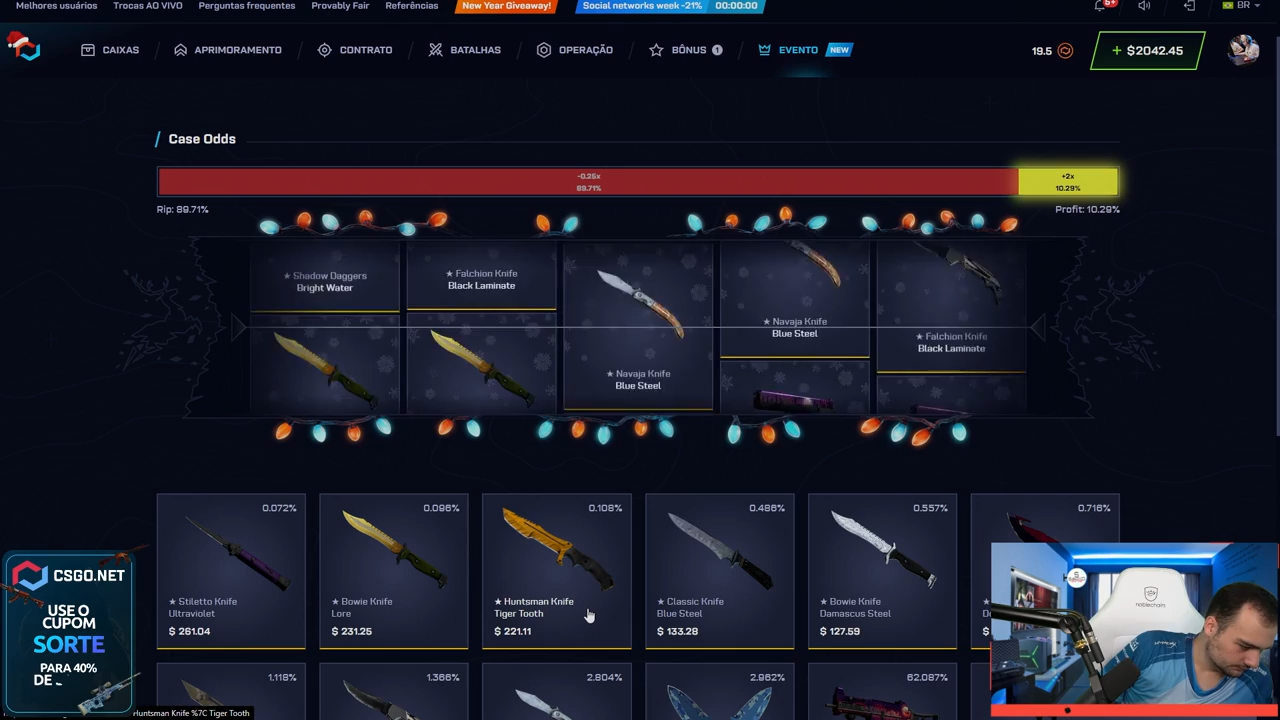 Melhores usuários Trocas AO VIVO Perguntas frequentes Provably Fair Referências New Year Giveaway! Social networks week -21% 00:00:00 5+ BR
CAIXAS APRIMORAMENTO CONTRATO BATALHAS OPERAÇÃO BÔNUS 1 EVENTO NEW 19.5 + $2042.45
Case Odds
-0.25x +2x
89.71% 10.29%
Rip: 89.71% Profit: 10.29%
★ Shadow Daggers
Bright Water
★ Falchion Knife
Black Laminate
★ Navaja Knife
Blue Steel
★ Navaja Knife
Blue Steel
★ Falchion Knife
Black Laminate
0.072% 0.096% 0.108% 0.486% 0.557% 0.716%
★ Stiletto Knife
Ultraviolet
$ 261.04
★ Bowie Knife
Lore
$ 231.25
★ Huntsman Knife
Tiger Tooth
$ 221.11
★ Classic Knife
Blue Steel
$ 133.28
★ Bowie Knife
Damascus Steel
$ 127.59
1.118% 1.366% 2.804% 2.962% 62.087%
CSGO.NET
USE O
CUPOM
SORTE
PARA 40%
DE
Huntsman Knife %7C Tiger Tooth
noblechairs